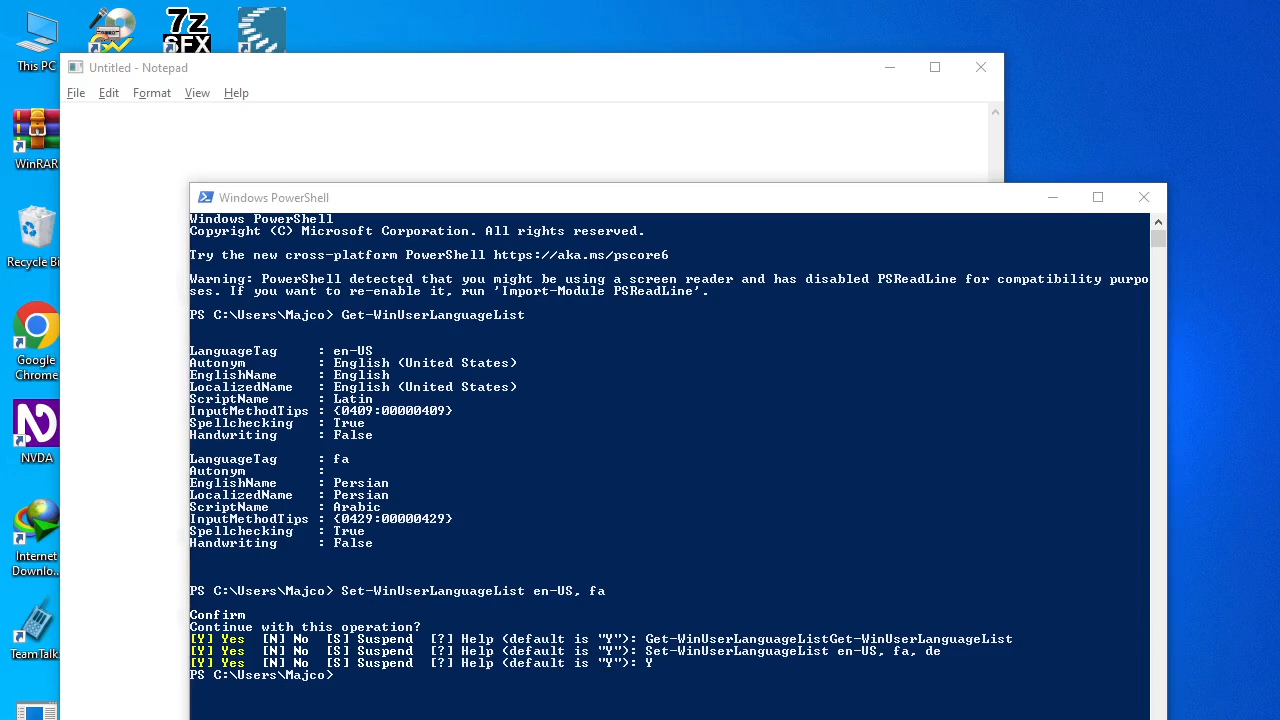 This PC
7z
SFX
WinRAR
Recycle Bi
Google
Chrome
NVDA
Internet
Downlo...
TeamTalk
Untitled - Notepad
File Edit Format View Help
Windows PowerShell
Windows PowerShell
Copyright (C) Microsoft Corporation. All rights reserved.
Try the new cross-platform PowerShell https://aka.ms/pscore6
Warning: PowerShell detected that you might be using a screen reader and has disabled PSReadLine for compatibility purpo
ses. If you want to re-enable it, run 'Import-Module PSReadLine'.
PS C:\Users\Majco> Get-WinUserLanguageList
LanguageTag : en-US
Autonym : English (United States)
EnglishName : English
LocalizedName : English (United States)
ScriptName : Latin
InputMethodTips : {0409:00000409}
Spellchecking : True
Handwriting : False
LanguageTag : fa
Autonym :
EnglishName : Persian
LocalizedName : Persian
ScriptName : Arabic
InputMethodTips : {0429:00000429}
Spellchecking : True
Handwriting : False
PS C:\Users\Majco> Set-WinUserLanguageList en-US, fa
Confirm
Continue with this operation?
[Y] Yes [N] No [S] Suspend [?] Help (default is "Y"): Get-WinUserLanguageListGet-WinUserLanguageList
[Y] Yes [N] No [S] Suspend [?] Help (default is "Y"): Set-WinUserLanguageList en-US, fa, de
[Y] Yes [N] No [S] Suspend [?] Help (default is "Y"): Y
PS C:\Users\Majco>